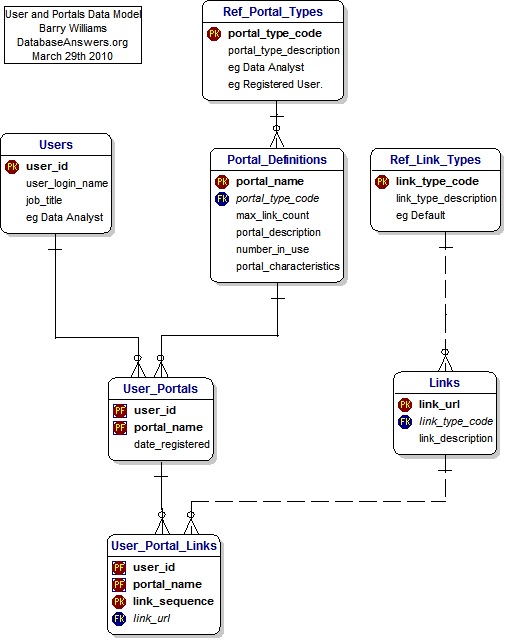 User and Portals Data Model
Barry Williams
DatabaseAnswers.org
March 29th 2010
Ref_Portal_Types
PK portal_type_code
portal_type_description
eg Data Analyst
eg Registered User.
Users
PK user_id
user_login_name
job_title
eg Data Analyst
Portal_Definitions
PK portal_name
FK portal_type_code
max_link_count
portal_description
number_in_use
portal_characteristics
Ref_Link_Types
PK link_type_code
link_type_description
eg Default
User_Portals
PF user_id
PF portal_name
date_registered
Links
PK link_url
FK link_type_code
link_description
User_Portal_Links
PF user_id
PF portal_name
PK link_sequence
FK link_url